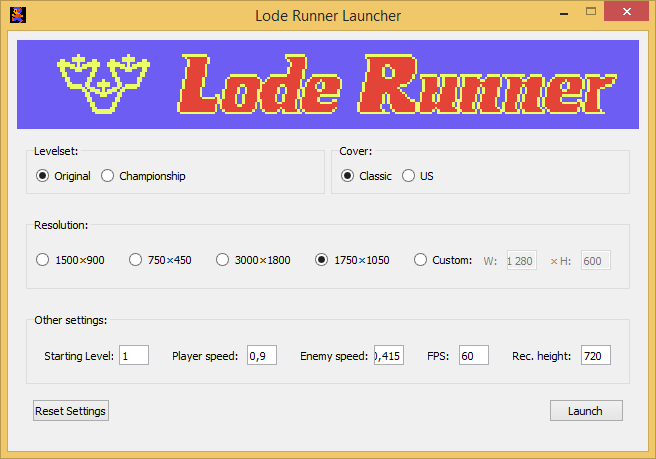 Lode Runner Launcher
Lode Runner
Levelset:
Original Championship
Cover:
Classic US
Resolution:
1500×900 750×450 3000×1800 1750×1050 Custom: W: 1 280 × H: 600
Other settings:
Starting Level: 1 Player speed: 0,9 Enemy speed: 0,415 FPS: 60 Rec. height: 720
Reset Settings Launch